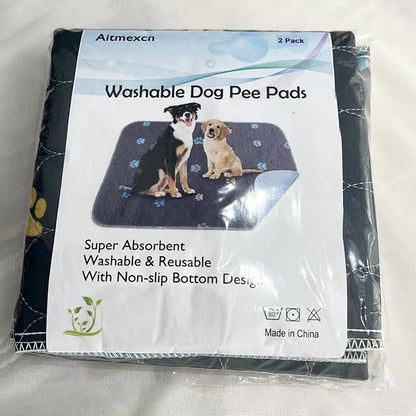 Aitmexcn
2 Pack
Washable Dog Pee Pads
Super Absorbent
Washable & Reusable
With Non-slip Bottom Design
80°
Made in China